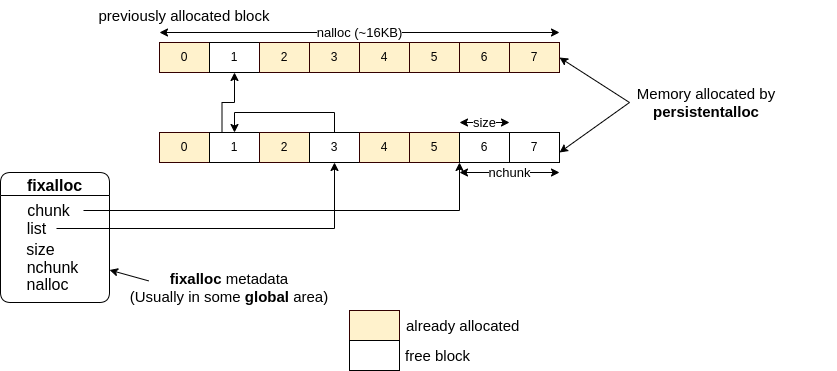 previously allocated block
nalloc (~16KB)
0 1 2 3 4 5 6 7
Memory allocated by
persistentalloc
size
0 1 2 3 4 5 6 7
nchunk
fixalloc
chunk
list
size
nchunk
nalloc
fixalloc metadata
(Usually in some global area)
already allocated
free block